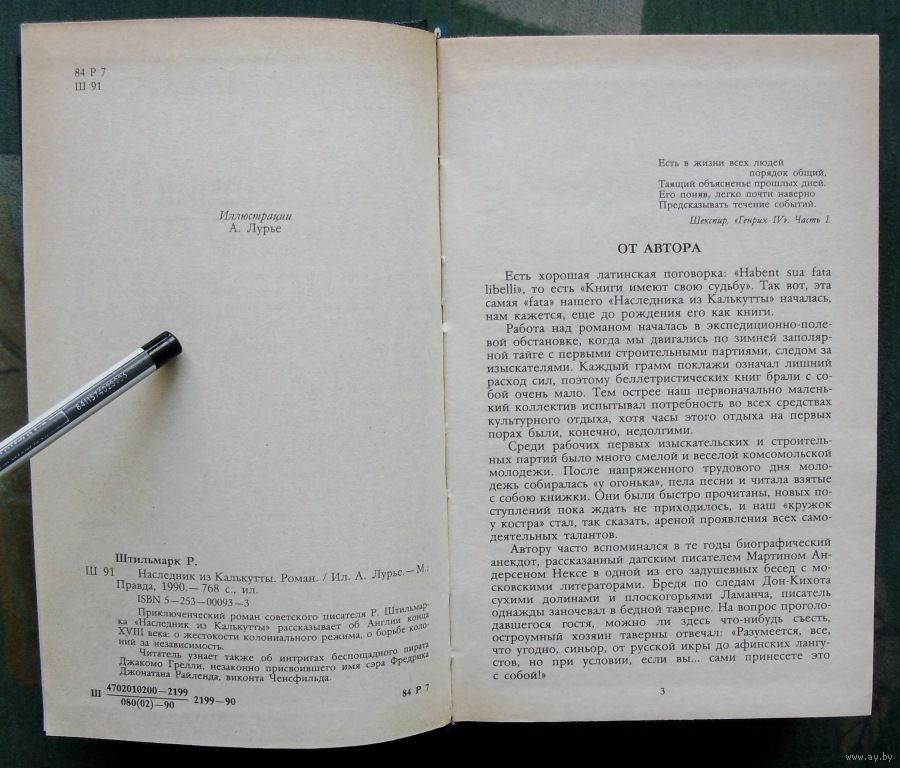 84 Р 7
Ш 91
Иллюстрации
А. Лурье
Штильмарк Р.
Ш 91 Наследник из Калькутты. Роман. / Ил. А. Лурье.— М.:
Правда, 1990.— 768 с., ил.
ISBN 5—253—00093—3
Приключенческий роман советского писателя Р. Штильмар-
ка «Наследник из Калькутты» рассказывает об Англии конца
XVIII века: о жестокости колониального режима, о борьбе коло-
ний за независимость.
Читатель узнает также об интригах беспощадного пирата
Джакомо Грелли, незаконно присвоившего имя сэра Фредрика
Джонатана Райленда, виконта Ченсфильда.
Ш 4702010200—2199
080(02)—90
2199—90
84 Р 7
8411574025995
Есть в жизни всех людей
порядок общий,
Таящий объясненье прошлых дней.
Его поняв, легко почти наверно
Предсказывать течение событий.
Шекспир, «Генрих IV». Часть I.
ОТ АВТОРА
Есть хорошая латинская поговорка: «Habent sua fata
libelli», то есть «Книги имеют свою судьбу». Так вот, эта
самая «fata» нашего «Наследника из Калькутты» началась,
нам кажется, еще до рождения его как книги.
Работа над романом началась в экспедиционно-поле-
вой обстановке, когда мы двигались по зимней заполяр-
ной тайге с первыми строительными партиями, следом за
изыскателями. Каждый грамм поклажи означал лишний
расход сил, поэтому беллетристических книг брали с со-
бой очень мало. Тем острее наш первоначально малень-
кий коллектив испытывал потребность во всех средствах
культурного отдыха, хотя часы этого отдыха на первых
порах были, конечно, недолгими.
Среди рабочих первых изыскательских и строитель-
ных партий было много смелой и веселой комсомольской
молодежи. После напряженного трудового дня моло-
дежь собиралась «у огонька», пела песни и читала взятые
с собою книжки. Они были быстро прочитаны, новых по-
ступлений пока ждать не приходилось, и наш «кружок
у костра» стал, так сказать, ареной проявления всех само-
деятельных талантов.
Автору часто вспоминался в те годы биографический
анекдот, рассказанный датским писателем Мартином Ан-
дерсеном Нексе в одной из его задушевных бесед с мо-
сковскими литераторами. Бредя по следам Дон-Кихота
сухими долинами и плоскогорьями Ламанча, писатель
однажды заночевал в бедной таверне. На вопрос проголо-
давшегося гостя, можно ли здесь что-нибудь съесть,
остроумный хозяин таверны отвечал: «Разумеется, все,
что угодно, синьор, от русской икры до афинских лангу-
стов, но при условии, если вы... сами принесете это
с собой!»
3
www.ay.by